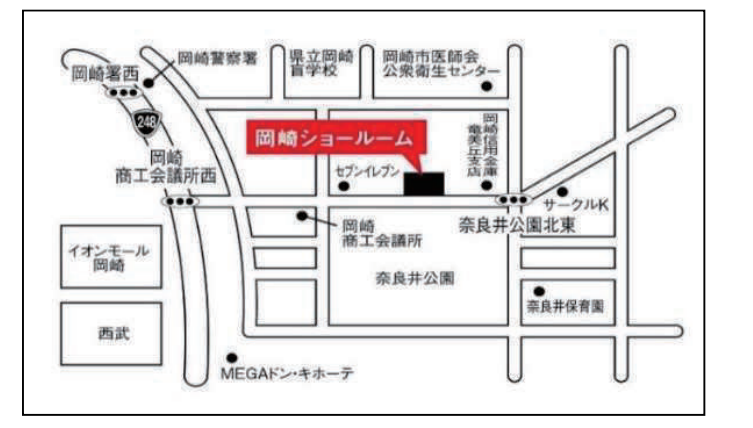 岡崎警察署
県立岡崎
盲学校
岡崎市医師会
公衆衛生センター
岡崎署西
248
岡崎ショールーム
岡崎信用金庫
竜美丘支店
岡崎
商工会議所西
セブンイレブン
サークルK
奈良井公園北東
岡崎
商工会議所
イオンモール
岡崎
奈良井公園
奈良井保育園
西武
MEGAドン・キホーテ